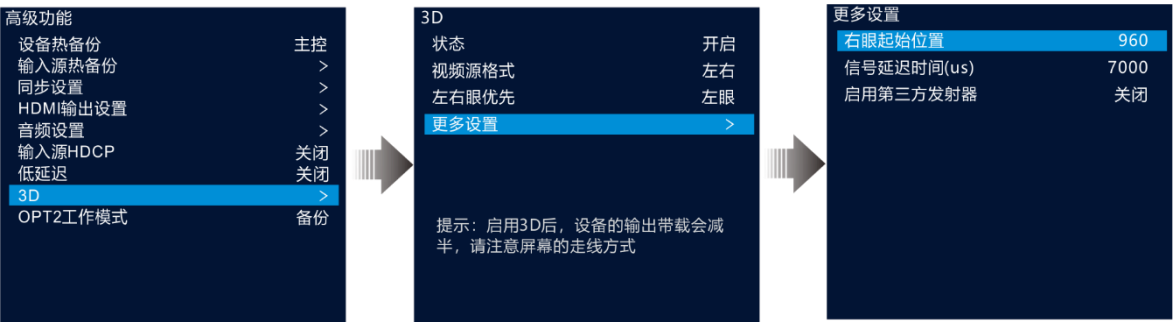 高级功能
设备热备份 主控
输入源热备份 >
同步设置 >
HDMI输出设置 >
音频设置 >
输入源HDCP 关闭
低延迟 关闭
3D >
OPT2工作模式 备份
3D
状态 开启
视频源格式 左右
左右眼优先 左眼
更多设置 >
提示：启用3D后，设备的输出带载会减
半，请注意屏幕的走线方式
更多设置
右眼起始位置 960
信号延迟时间(us) 7000
启用第三方发射器 关闭